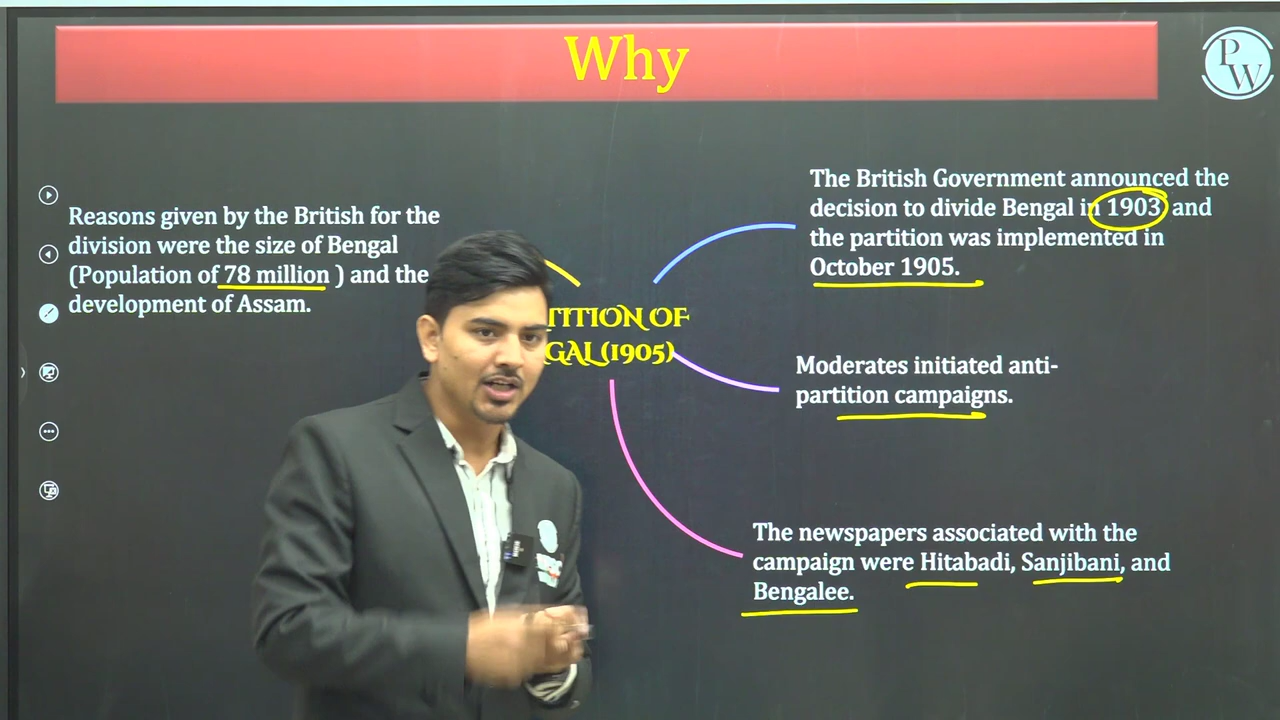 Why
PW
Reasons given by the British for the
division were the size of Bengal
(Population of 78 million ) and the
development of Assam.
The British Government announced the
decision to divide Bengal in 1903 and
the partition was implemented in
October 1905.
TITION OF
GAL (1905)
Moderates initiated anti-
partition campaigns.
The newspapers associated with the
campaign were Hitabadi, Sanjibani, and
Bengalee.